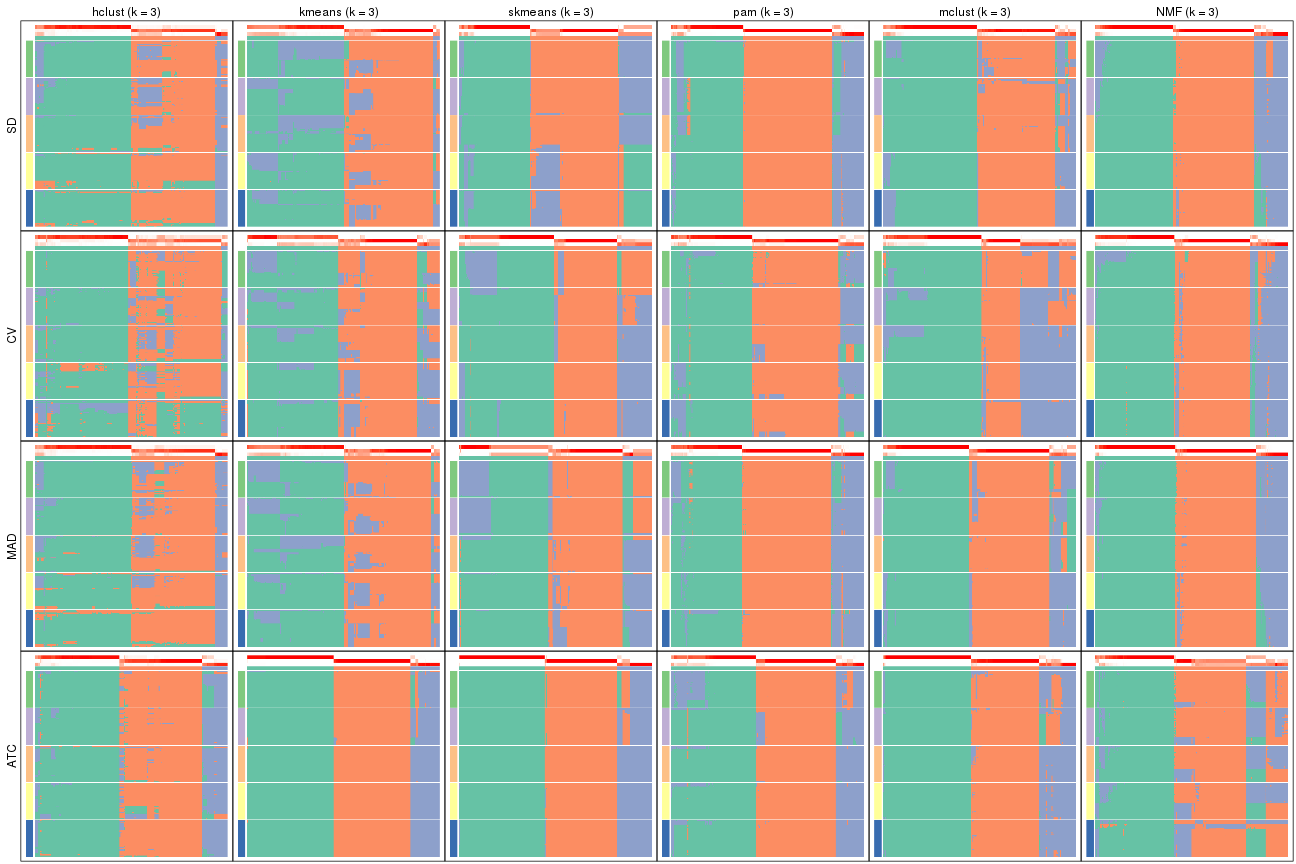 hclust (k = 3) kmeans (k = 3) skmeans (k = 3) pam (k = 3) mclust (k = 3) NMF (k = 3)
SD
CV
MAD
ATC